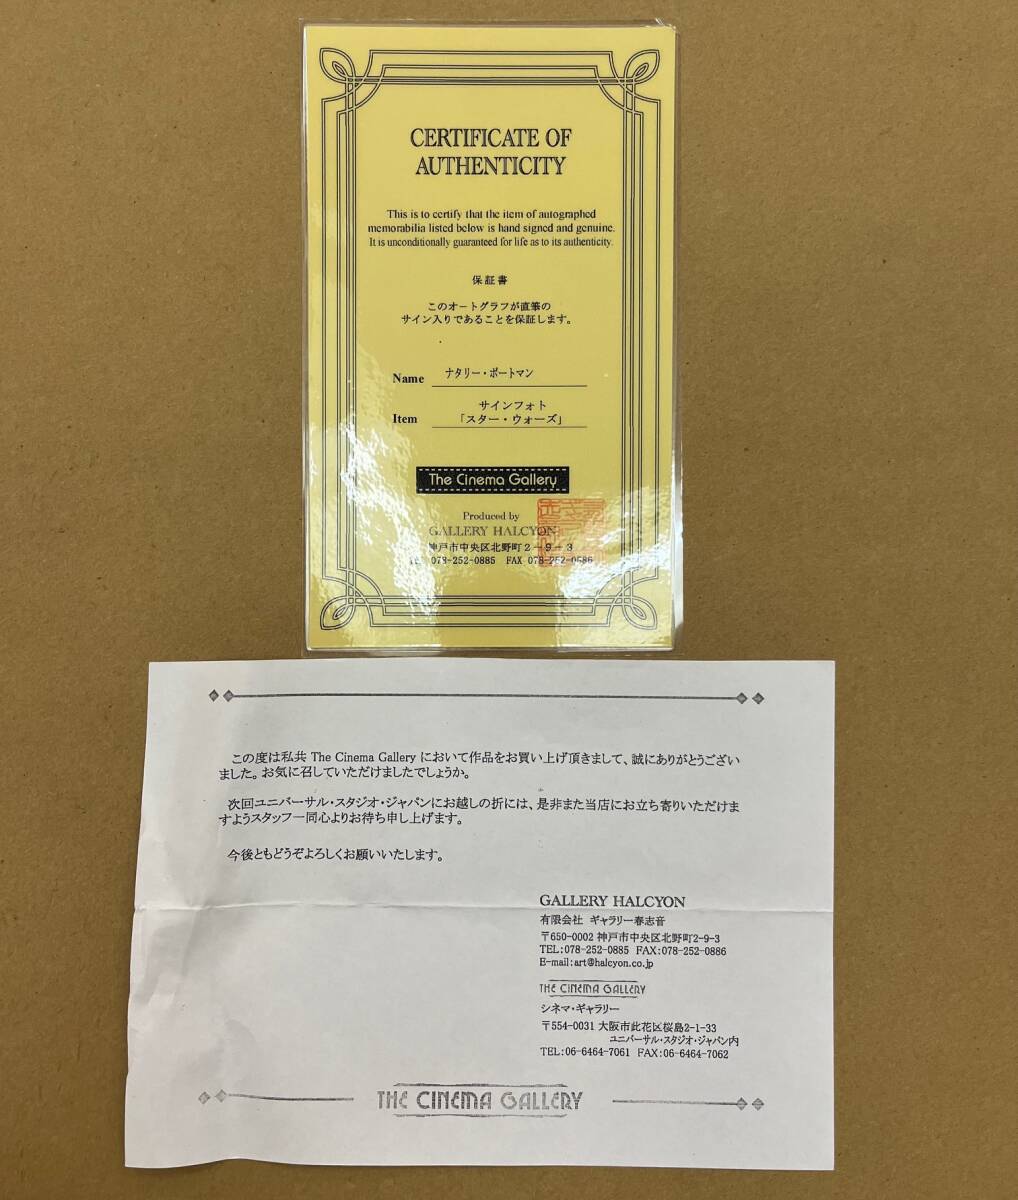 CERTIFICATE OF
AUTHENTICITY
This is to certify that the item of autographed
memorabilia listed below is hand signed and genuine.
It is unconditionally guaranteed for life as to its authenticity.
保証書
このオートグラフが直筆の
サイン入りであることを保証します。
Name ナタリー・ポートマン
Item サインフォト
「スター・ウォーズ」
The Cinema Gallery
Produced by
GALLERY HALCYON
神戸市中央区北野町2-9-3
TEL 078-252-0885 FAX 078-252-0886
この度は私共 The Cinema Gallery において作品をお買い上げ頂きまして、誠にありがとうござい
ました。お気に召していただけましたでしょうか。
次回ユニバーサル・スタジオ・ジャパンにお越しの折には、是非また当店にお立ち寄りいただけま
すようスタッフ一同心よりお待ち申し上げます。
今後ともどうぞよろしくお願いいたします。
GALLERY HALCYON
有限会社 ギャラリー春志音
〒650-0002 神戸市中央区北野町2-9-3
TEL:078-252-0885 FAX:078-252-0886
E-mail:art@halcyon.co.jp
THE CINEMA GALLERY
シネマ・ギャラリー
〒554-0031 大阪市此花区桜島2-1-33
ユニバーサル・スタジオ・ジャパン内
TEL:06-6464-7061 FAX:06-6464-7062
THE CINEMA GALLERY